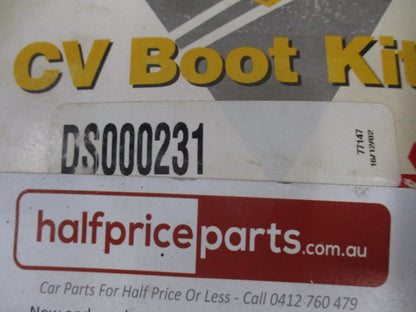 CV Boot Kit
DS000231
77147
16/12/02
halfpriceparts.com.au
Car Parts For Half Price Or Less - Call 0412 760 479